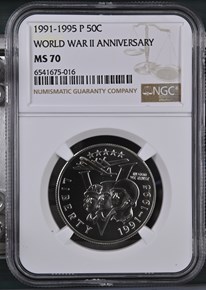 1991-1995 P 50C
WORLD WAR II ANNIVERSARY
MS 70
6541675-016
NUMISMATIC GUARANTY COMPANY
NGC
LIBERTY
1991-1995